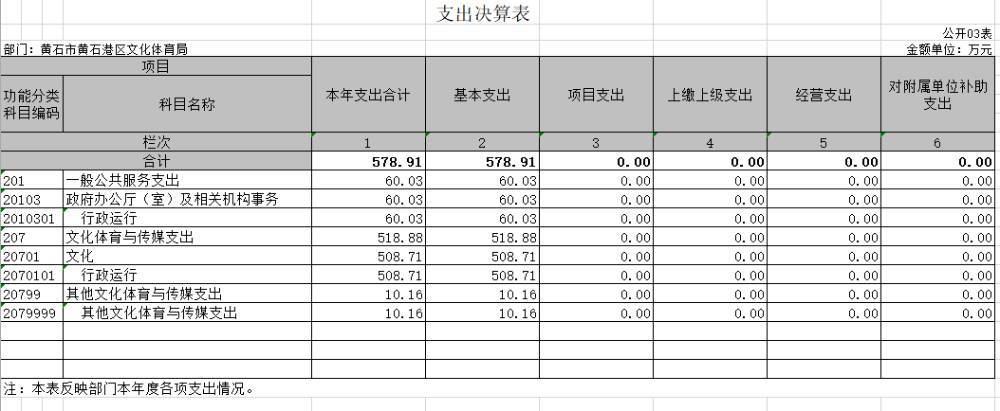 支出决算表
公开03表
部门：黄石市黄石港区文化体育局 金额单位：万元
项目 本年支出合计 基本支出 项目支出 上缴上级支出 经营支出 对附属单位补助支出
功能分类科目编码 科目名称
栏次 1 2 3 4 5 6
合计 578.91 578.91 0.00 0.00 0.00 0.00
201 一般公共服务支出 60.03 60.03 0.00 0.00 0.00 0.00
20103 政府办公厅（室）及相关机构事务 60.03 60.03 0.00 0.00 0.00 0.00
2010301 行政运行 60.03 60.03 0.00 0.00 0.00 0.00
207 文化体育与传媒支出 518.88 518.88 0.00 0.00 0.00 0.00
20701 文化 508.71 508.71 0.00 0.00 0.00 0.00
2070101 行政运行 508.71 508.71 0.00 0.00 0.00 0.00
20799 其他文化体育与传媒支出 10.16 10.16 0.00 0.00 0.00 0.00
2079999 其他文化体育与传媒支出 10.16 10.16 0.00 0.00 0.00 0.00
注：本表反映部门本年度各项支出情况。